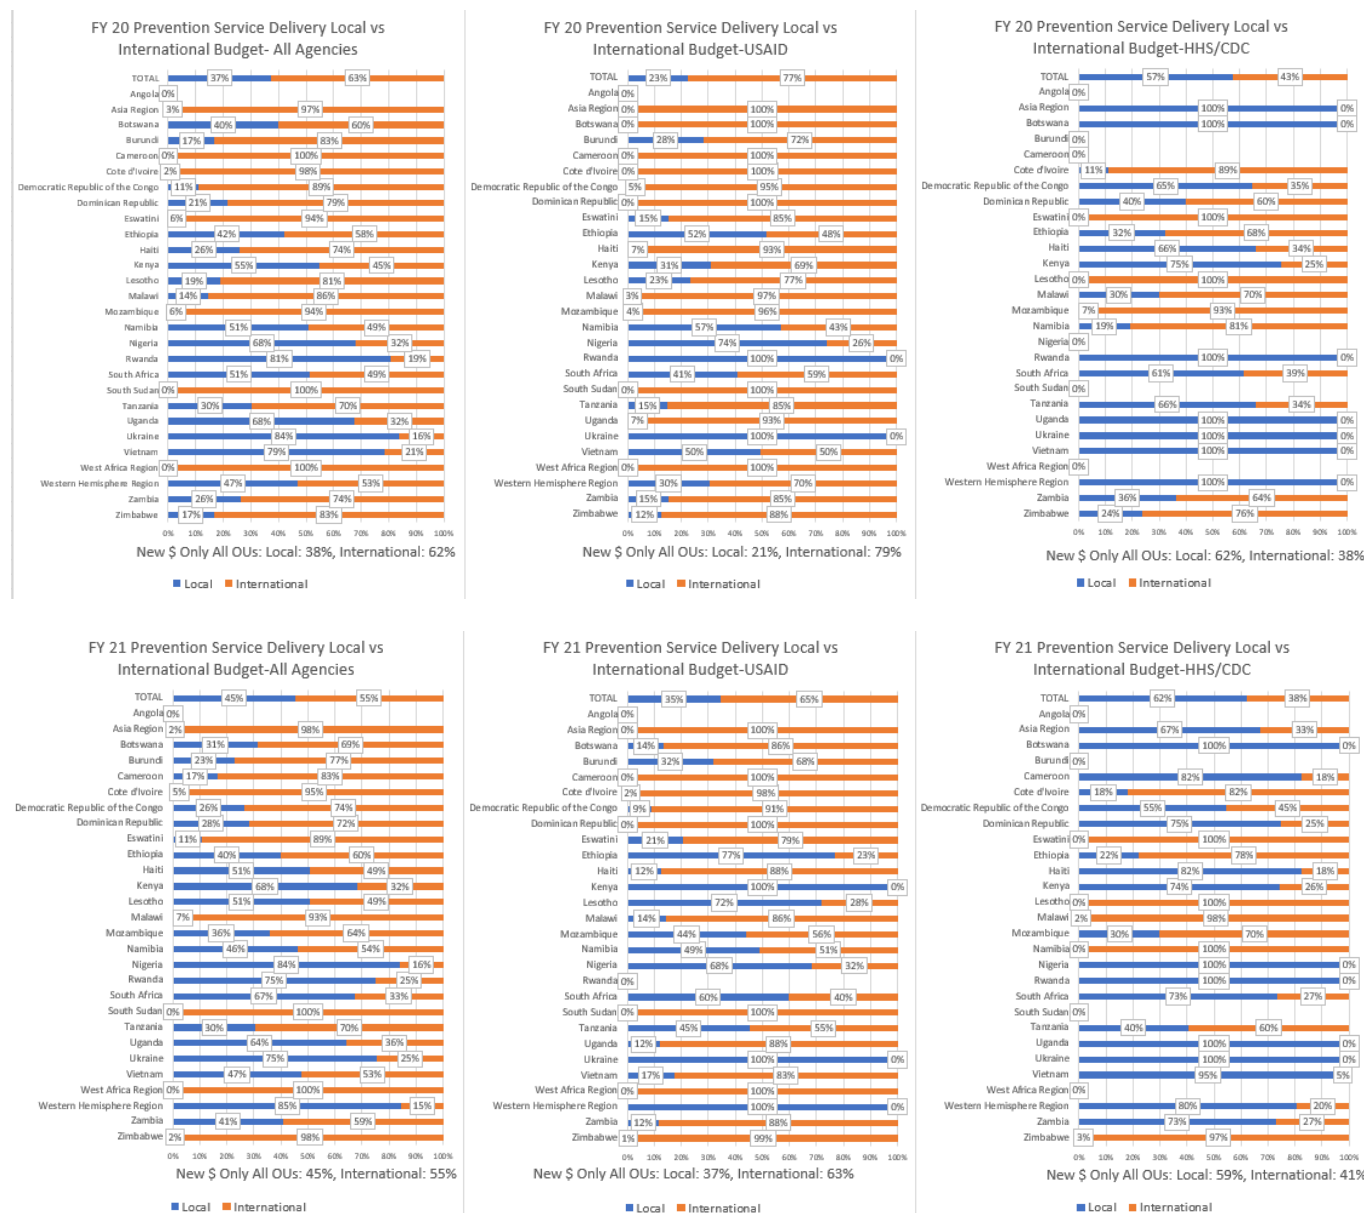 FY 20 Prevention Service Delivery Local vs
International Budget- All Agencies
TOTAL 37% 63%
Angola 0%
Asia Region 3% 97%
Botswana 40% 60%
Burundi 17% 83%
Cameroon 0% 100%
Cote d'Ivoire 2% 98%
Democratic Republic of the Congo 11% 89%
Dominican Republic 21% 79%
Eswatini 6% 94%
Ethiopia 42% 58%
Haiti 26% 74%
Kenya 55% 45%
Lesotho 19% 81%
Malawi 14% 86%
Mozambique 6% 94%
Namibia 51% 49%
Nigeria 68% 32%
Rwanda 81% 19%
South Africa 51% 49%
South Sudan 0% 100%
Tanzania 30% 70%
Uganda 68% 32%
Ukraine 84% 16%
Vietnam 79% 21%
West Africa Region 0% 100%
Western Hemisphere Region 47% 53%
Zambia 26% 74%
Zimbabwe 17% 83%
0% 10% 20% 30% 40% 50% 60% 70% 80% 90% 100%
New $ Only All OUs: Local: 38%, International: 62%
Local International
FY 20 Prevention Service Delivery Local vs
International Budget-USAID
TOTAL 23% 77%
Angola 0%
Asia Region 0% 100%
Botswana 0% 100%
Burundi 28% 72%
Cameroon 0% 100%
Cote d'Ivoire 0% 100%
Democratic Republic of the Congo 5% 95%
Dominican Republic 0% 100%
Eswatini 15% 85%
Ethiopia 52% 48%
Haiti 7% 93%
Kenya 31% 69%
Lesotho 23% 77%
Malawi 3% 97%
Mozambique 4% 96%
Namibia 57% 43%
Nigeria 74% 26%
Rwanda 100% 0%
South Africa 41% 59%
South Sudan 0% 100%
Tanzania 15% 85%
Uganda 7% 93%
Ukraine 100% 0%
Vietnam 50% 50%
West Africa Region 0% 100%
Western Hemisphere Region 30% 70%
Zambia 15% 85%
Zimbabwe 12% 88%
0% 10% 20% 30% 40% 50% 60% 70% 80% 90% 100%
New $ Only All OUs: Local: 21%, International: 79%
Local International
FY 20 Prevention Service Delivery Local vs
International Budget-HHS/CDC
TOTAL 57% 43%
Angola 0%
Asia Region 100% 0%
Botswana 100% 0%
Burundi 0%
Cameroon 0%
Cote d'Ivoire 11% 89%
Democratic Republic of the Congo 65% 35%
Dominican Republic 40% 60%
Eswatini 0% 100%
Ethiopia 32% 68%
Haiti 66% 34%
Kenya 75% 25%
Lesotho 0% 100%
Malawi 30% 70%
Mozambique 7% 93%
Namibia 19% 81%
Nigeria 0%
Rwanda 100% 0%
South Africa 61% 39%
South Sudan 0%
Tanzania 66% 34%
Uganda 100% 0%
Ukraine 100% 0%
Vietnam 100% 0%
West Africa Region 0%
Western Hemisphere Region 100% 0%
Zambia 36% 64%
Zimbabwe 24% 76%
0% 10% 20% 30% 40% 50% 60% 70% 80% 90% 100%
New $ Only All OUs: Local: 62%, International: 38%
Local International
FY 21 Prevention Service Delivery Local vs
International Budget-All Agencies
TOTAL 45% 55%
Angola 0%
Asia Region 2% 98%
Botswana 31% 69%
Burundi 23% 77%
Cameroon 17% 83%
Cote d'Ivoire 5% 95%
Democratic Republic of the Congo 26% 74%
Dominican Republic 28% 72%
Eswatini 11% 89%
Ethiopia 40% 60%
Haiti 51% 49%
Kenya 68% 32%
Lesotho 51% 49%
Malawi 7% 93%
Mozambique 36% 64%
Namibia 46% 54%
Nigeria 84% 16%
Rwanda 75% 25%
South Africa 67% 33%
South Sudan 0% 100%
Tanzania 30% 70%
Uganda 64% 36%
Ukraine 75% 25%
Vietnam 47% 53%
West Africa Region 0% 100%
Western Hemisphere Region 85% 15%
Zambia 41% 59%
Zimbabwe 2% 98%
0% 10% 20% 30% 40% 50% 60% 70% 80% 90% 100%
New $ Only All OUs: 45%, International: 55%
Local International
FY 21 Prevention Service Delivery Local vs
International Budget-USAID
TOTAL 35% 65%
Angola 0%
Asia Region 0% 100%
Botswana 14% 86%
Burundi 32% 68%
Cameroon 0% 100%
Cote d'Ivoire 2% 98%
Democratic Republic of the Congo 9% 91%
Dominican Republic 0% 100%
Eswatini 21% 79%
Ethiopia 77% 23%
Haiti 12% 88%
Kenya 100% 0%
Lesotho 72% 28%
Malawi 14% 86%
Mozambique 44% 56%
Namibia 49% 51%
Nigeria 68% 32%
Rwanda 0%
South Africa 60% 40%
South Sudan 0% 100%
Tanzania 45% 55%
Uganda 12% 88%
Ukraine 100% 0%
Vietnam 17% 83%
West Africa Region 0% 100%
Western Hemisphere Region 100% 0%
Zambia 12% 88%
Zimbabwe 1% 99%
0% 10% 20% 30% 40% 50% 60% 70% 80% 90% 100%
New $ Only All OUs: Local: 37%, International: 63%
Local International
FY 21 Prevention Service Delivery Local vs
International Budget-HHS/CDC
TOTAL 62% 38%
Angola 0%
Asia Region 67% 33%
Botswana 100% 0%
Burundi 0%
Cameroon 82% 18%
Cote d'Ivoire 18% 82%
Democratic Republic of the Congo 55% 45%
Dominican Republic 75% 25%
Eswatini 0% 100%
Ethiopia 22% 78%
Haiti 82% 18%
Kenya 74% 26%
Lesotho 0% 100%
Malawi 2% 98%
Mozambique 30% 70%
Namibia 0% 100%
Nigeria 100% 0%
Rwanda 100% 0%
South Africa 73% 27%
South Sudan 0%
Tanzania 40% 60%
Uganda 100% 0%
Ukraine 100% 0%
Vietnam 95% 5%
West Africa Region 0%
Western Hemisphere Region 80% 20%
Zambia 73% 27%
Zimbabwe 3% 97%
0% 10% 20% 30% 40% 50% 60% 70% 80% 90% 100%
New $ Only All OUs: Local: 59%, International: 41%
Local International